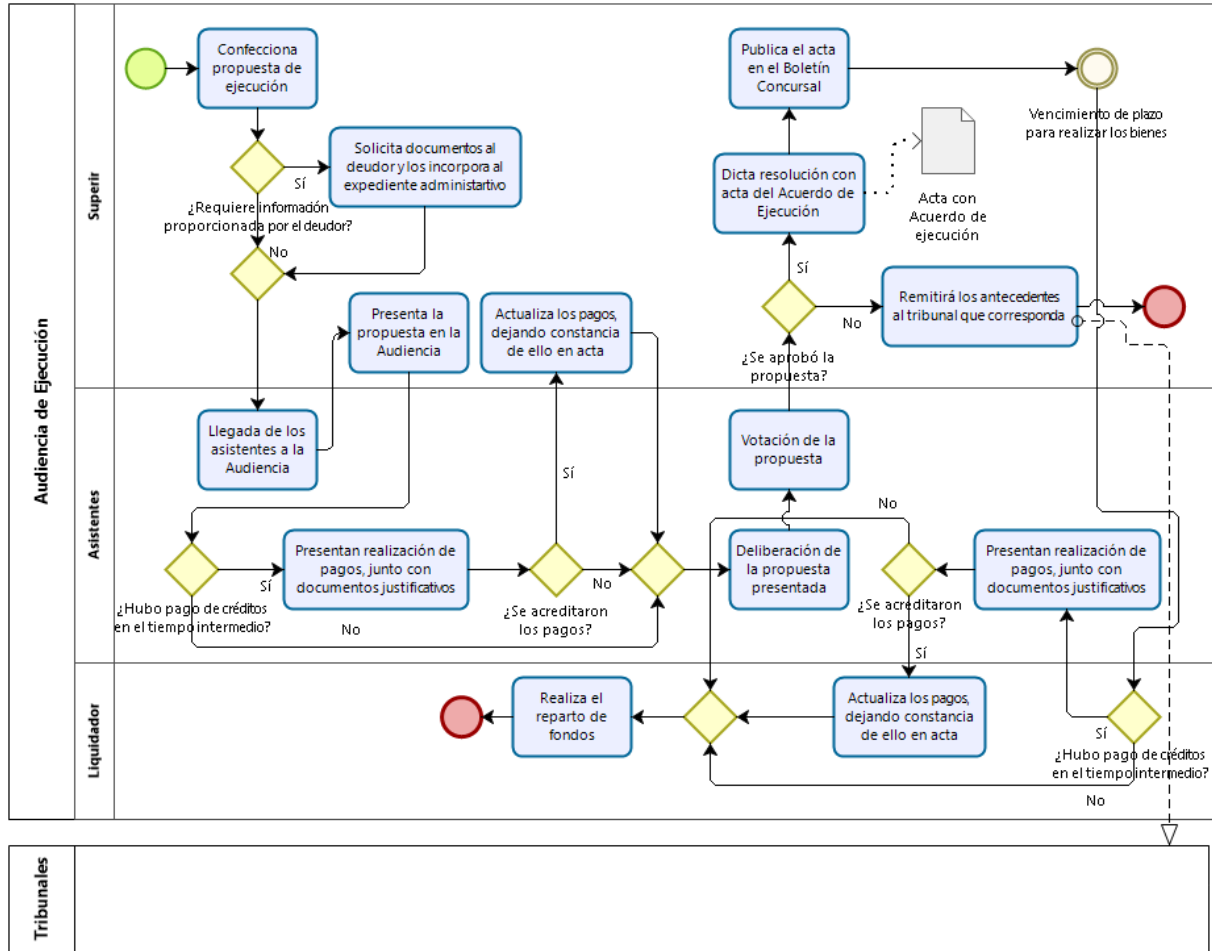 Audiencia de Ejecución
Superir
Confecciona
propuesta de
ejecución
¿Requiere información
proporcionada por el deudor?
Sí
No
Solicita documentos al
deudor y los incorpora al
expediente administartivo
Presenta la
propuesta en la
Audiencia
Actualiza los pagos,
dejando constancia
de ello en acta
Publica el acta
en el Boletín
Concursal
Vencimiento de plazo
para realizar los bienes
Dicta resolución con
acta del Acuerdo de
Ejecución
Acta con
Acuerdo de
ejecución
Sí
No
¿Se aprobó la
propuesta?
Remitirá los antecedentes
al tribunal que corresponda
Asistentes
Llegada de los
asistentes a la
Audiencia
¿Hubo pago de créditos
en el tiempo intermedio?
Sí
No
Presentan realización de
pagos, junto con
documentos justificativos
Sí
No
¿Se acreditaron
los pagos?
Votación de la
propuesta
Deliberación de
la propuesta
presentada
No
¿Se acreditaron
los pagos?
Sí
Presentan realización de
pagos, junto con
documentos justificativos
Liquidador
Realiza el
reparto de
fondos
Actualiza los pagos,
dejando constancia
de ello en acta
Sí
¿Hubo pago de créditos
en el tiempo intermedio?
No
Tribunales